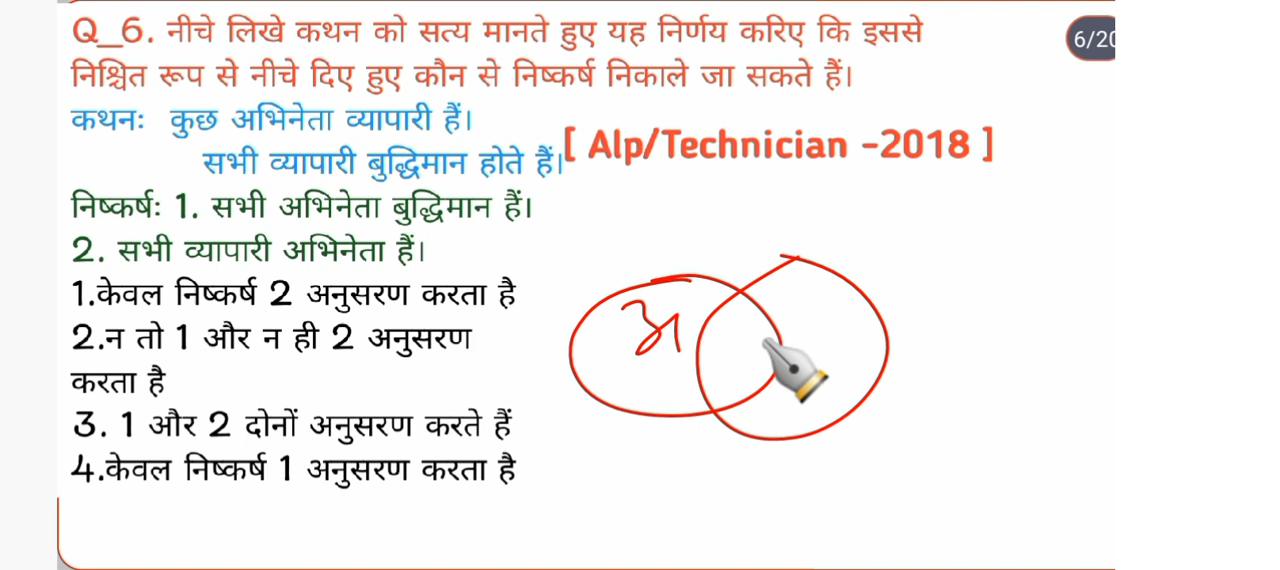 Q_6. नीचे लिखे कथन को सत्य मानते हुए यह निर्णय करिए कि इससे
निश्चित रूप से नीचे दिए हुए कौन से निष्कर्ष निकाले जा सकते हैं।
6/20
कथनः कुछ अभिनेता व्यापारी हैं।
[ Alp/Technician -2018 ]
सभी व्यापारी बुद्धिमान होते हैं।
निष्कर्षः 1. सभी अभिनेता बुद्धिमान हैं।
2. सभी व्यापारी अभिनेता हैं।
1.केवल निष्कर्ष 2 अनुसरण करता है
2.न तो 1 और न ही 2 अनुसरण
करता है
3. 1 और 2 दोनों अनुसरण करते हैं
4.केवल निष्कर्ष 1 अनुसरण करता है
अ